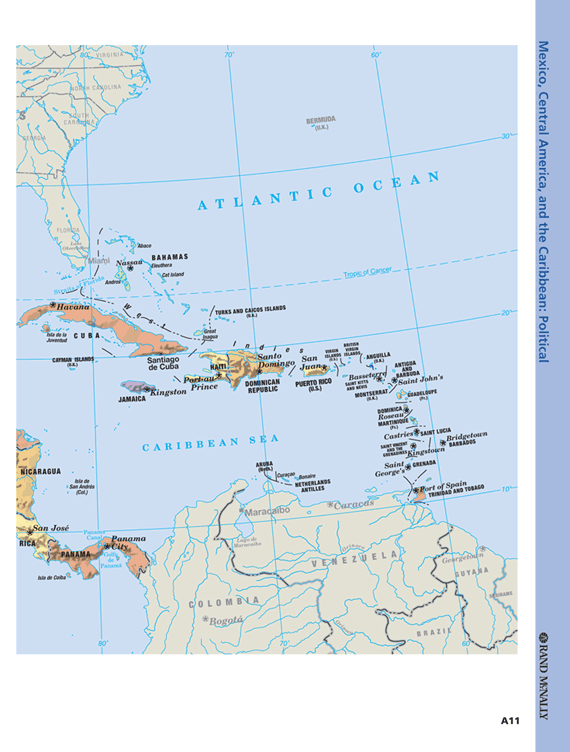 Mexico, Central America, and the Caribbean: Political
80°
70°
60°
VIRGINIA
NORTH CAROLINA
SOUTH
CAROLINA
S
GEORGIA
BERMUDA
(U.K.)
30°
ATLANTIC OCEAN
FLORIDA
Lake
Okeechobee
Miami
Abaco
BAHAMAS
Nassau
Eleuthera
Cat Island
Andros
Straits of Florida
Tropic of Cancer
Havana
West Indies
TURKS AND CAICOS ISLANDS
(U.K.)
20°
Isla de la
Juventud
CUBA
Great
Inagua
CAYMAN ISLANDS
(U.K.)
Santiago
de Cuba
HAITI
Port-au-
Prince
Santo
Domingo
DOMINICAN
REPUBLIC
San
Juan
PUERTO RICO
(U.S.)
VIRGIN
ISLANDS
(U.S.)
BRITISH
VIRGIN
ISLANDS
(U.K.)
ANGUILLA
(U.K.)
ANTIGUA
AND
BARBUDA
Saint John's
Basseterre
SAINT KITTS
AND NEVIS
MONTSERRAT
(U.K.)
GUADELOUPE
(Fr.)
JAMAICA
Kingston
DOMINICA
Roseau
MARTINIQUE
(Fr.)
Castries
SAINT LUCIA
SAINT VINCENT
AND THE
GRENADINES
Kingstown
Bridgetown
BARBADOS
CARIBBEAN SEA
Saint
George's
GRENADA
ARUBA
(Neth.)
Curaçao
Bonaire
NETHERLANDS
ANTILLES
Port of Spain
TRINIDAD AND TOBAGO
10°
NICARAGUA
Isla de
San Andrés
(Col.)
San José
RICA
Panama
Canal
Panama
City
PANAMA
de
Panamá
Isla de Coiba
Maracaibo
Lago de
Maracaibo
Caracas
Orinoco
VENEZUELA
Georgetown
GUYANA
SURINAME
COLOMBIA
Bogotá
Orinoco
BRAZIL
80°
70°
60°
RAND McNALLY
A11